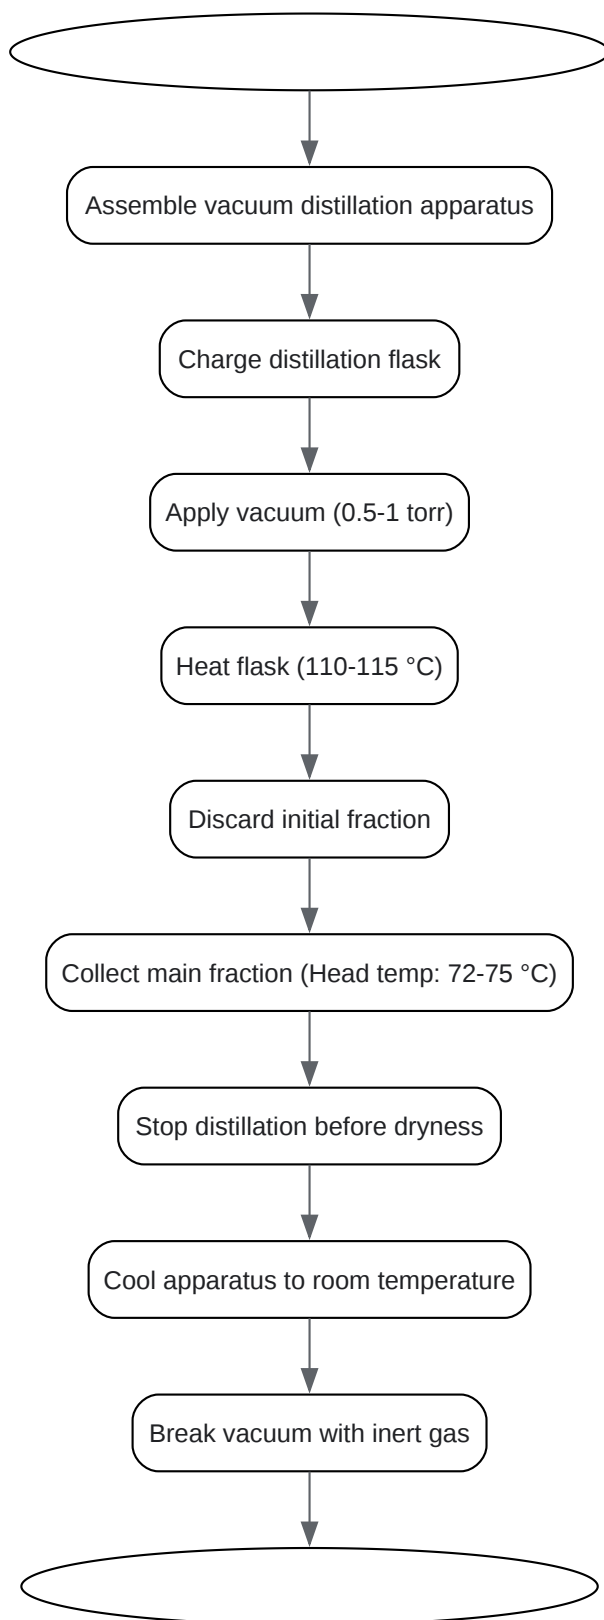 Assemble vacuum distillation apparatus
Charge distillation flask
Apply vacuum (0.5-1 torr)
Heat flask (110-115 °C)
Discard initial fraction
Collect main fraction (Head temp: 72-75 °C)
Stop distillation before dryness
Cool apparatus to room temperature
Break vacuum with inert gas